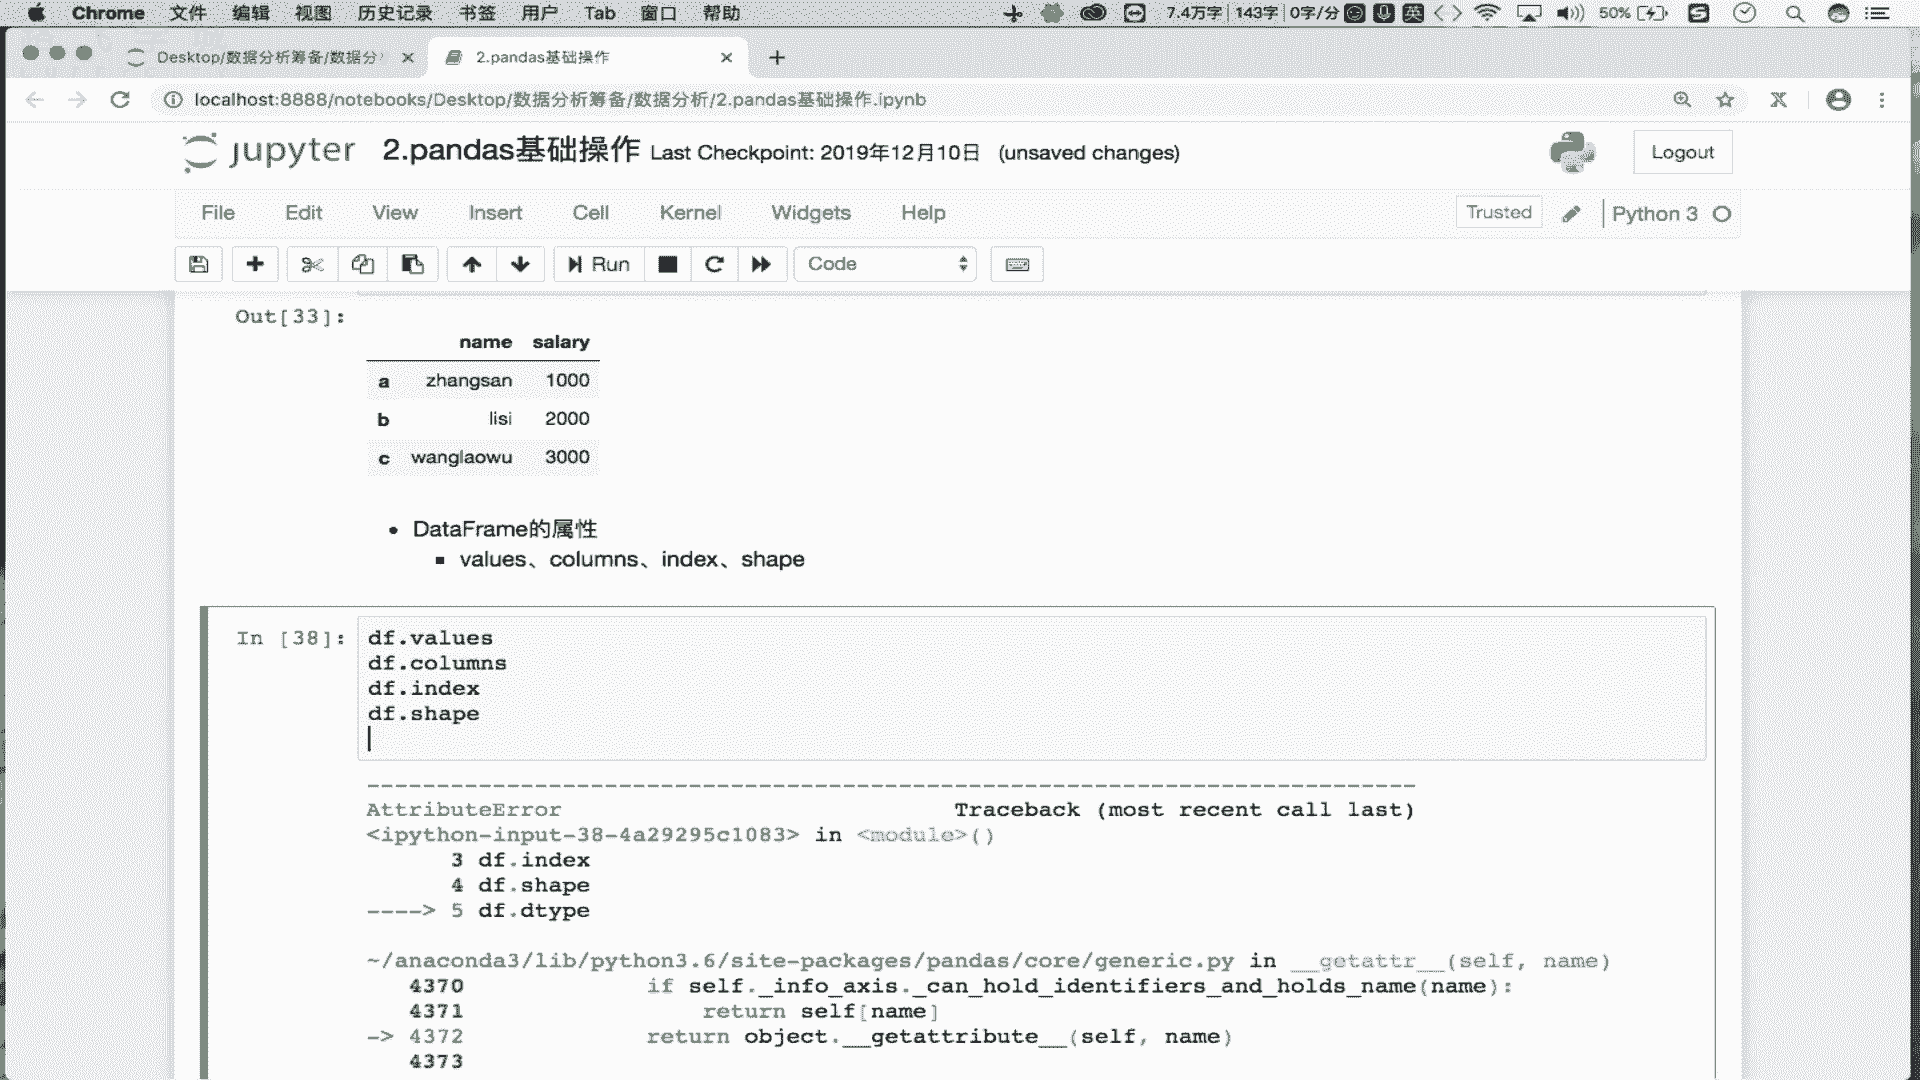 Chrome 文件 编辑 视图 历史记录 书签 用户 Tab 窗口 帮助 7.4万字 143字 0字/分 英 50%
Desktop/数据分析筹备/数据分 2.pandas基础操作
localhost:8888/notebooks/Desktop/数据分析筹备/数据分析/2.pandas基础操作.ipynb
jupyter 2.pandas基础操作 Last Checkpoint: 2019年12月10日 (unsaved changes) Logout
File Edit View Insert Cell Kernel Widgets Help Trusted Python 3
Run Code
Out[33]:
name salary
a zhangsan 1000
b lisi 2000
c wanglaowu 3000
• DataFrame的属性
▪ values、columns、index、shape
In [38]: df.values
df.columns
df.index
df.shape
---------------------------------------------------------------------------
AttributeError Traceback (most recent call last)
<ipython-input-38-4a29295c1083> in <module>()
3 df.index
4 df.shape
----> 5 df.dtype
~/anaconda3/lib/python3.6/site-packages/pandas/core/generic.py in __getattr__(self, name)
4370 if self._info_axis._can_hold_identifiers_and_holds_name(name):
4371 return self[name]
-> 4372 return object.__getattribute__(self, name)
4373